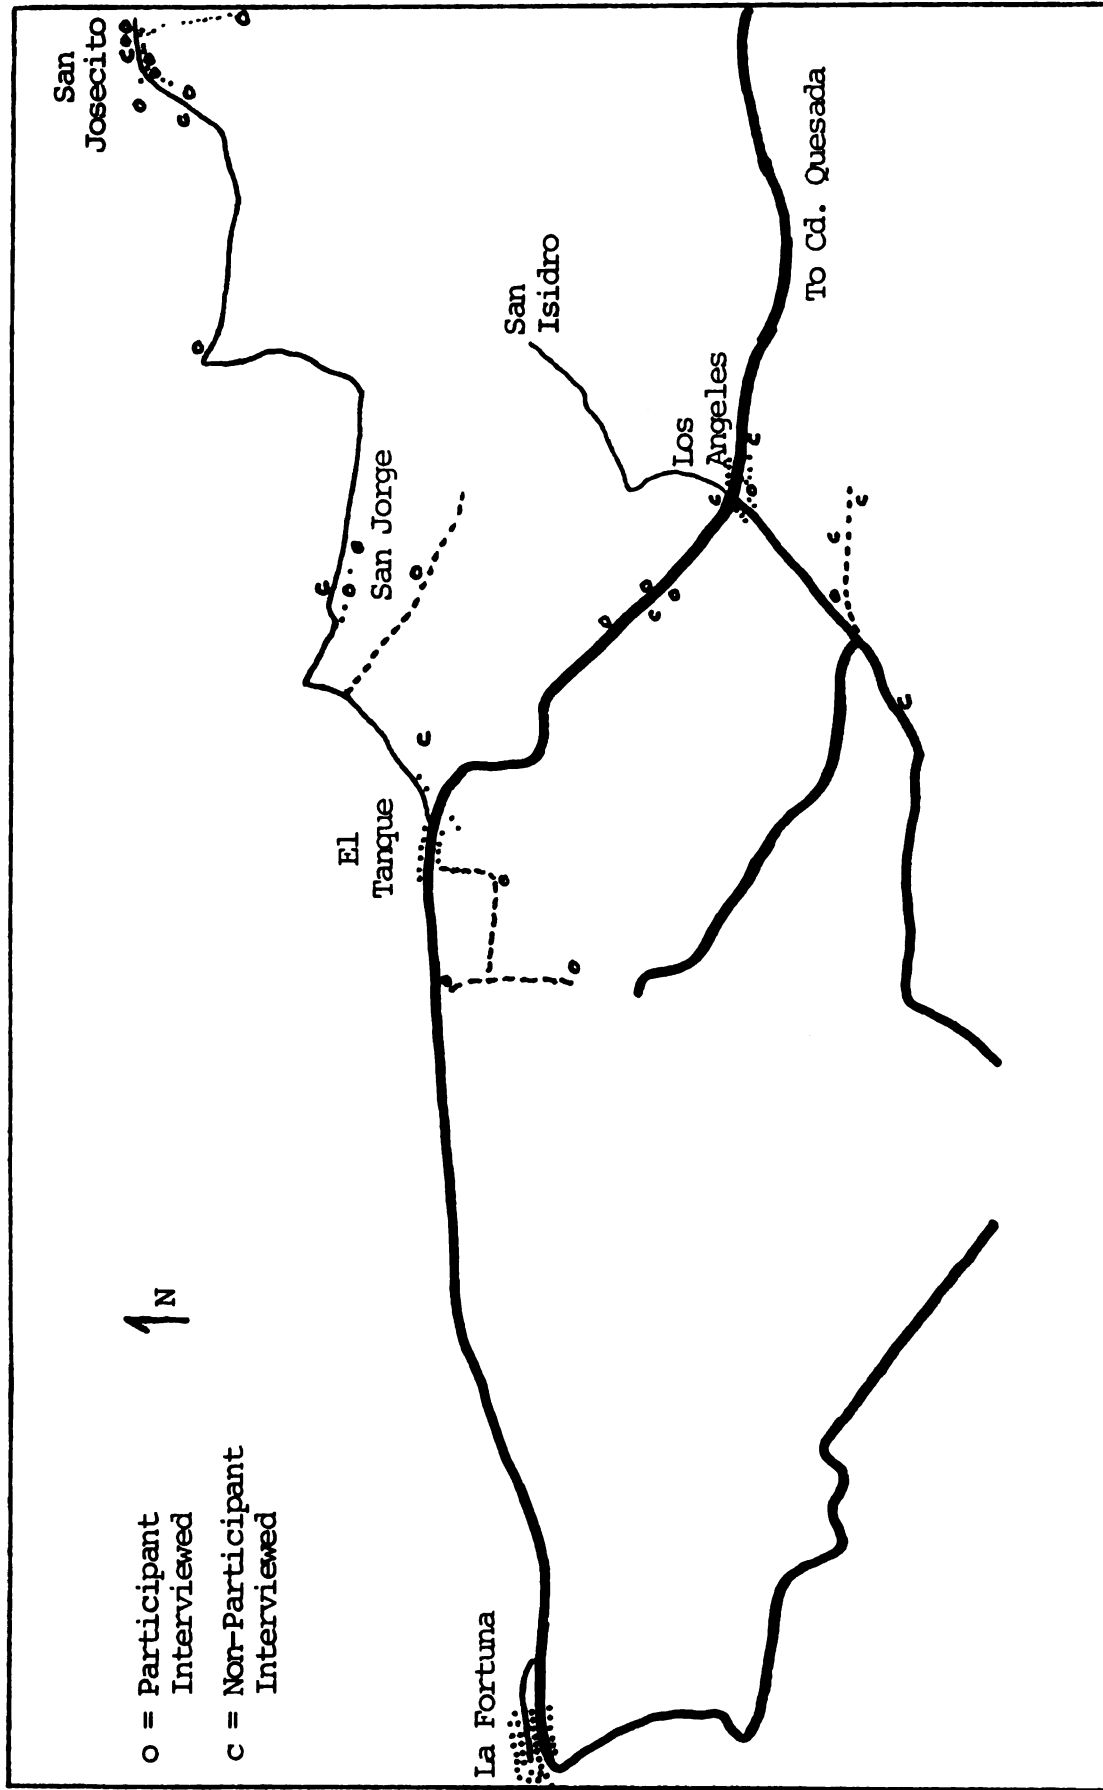 o = Participant
Interviewed
c = Non-Participant
Interviewed
N
La Fortuna
El
Tanque
San Jorge
San
Josecito
San
Isidro
Los
Angeles
To Cd. Quesada